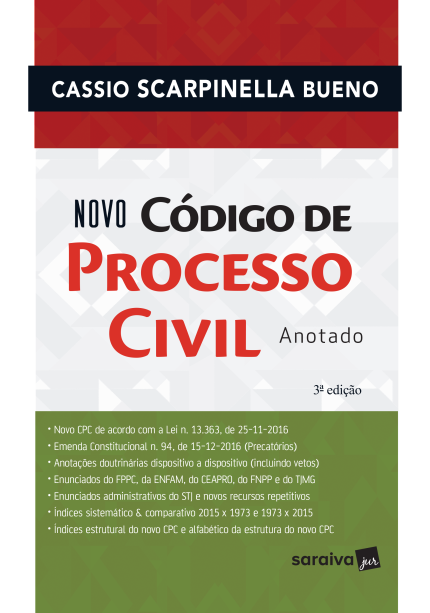 CASSIO SCARPINELLA BUENO
NOVO CÓDIGO DE
PROCESSO
CIVIL Anotado
3ª edição
• Novo CPC de acordo com a Lei n. 13.363, de 25-11-2016
• Emenda Constitucional n. 94, de 15-12-2016 (Precatórios)
• Anotações doutrinárias dispositivo a dispositivo (incluindo vetos)
• Enunciados do FPPC, da ENFAM, do CEAPRO, do FNPP e do TJMG
• Enunciados administrativos do STJ e novos recursos repetitivos
• Índices sistemático & comparativo 2015 x 1973 e 1973 x 2015
• Índices estrutural do novo CPC e alfabético da estrutura do novo CPC
saraiva jur